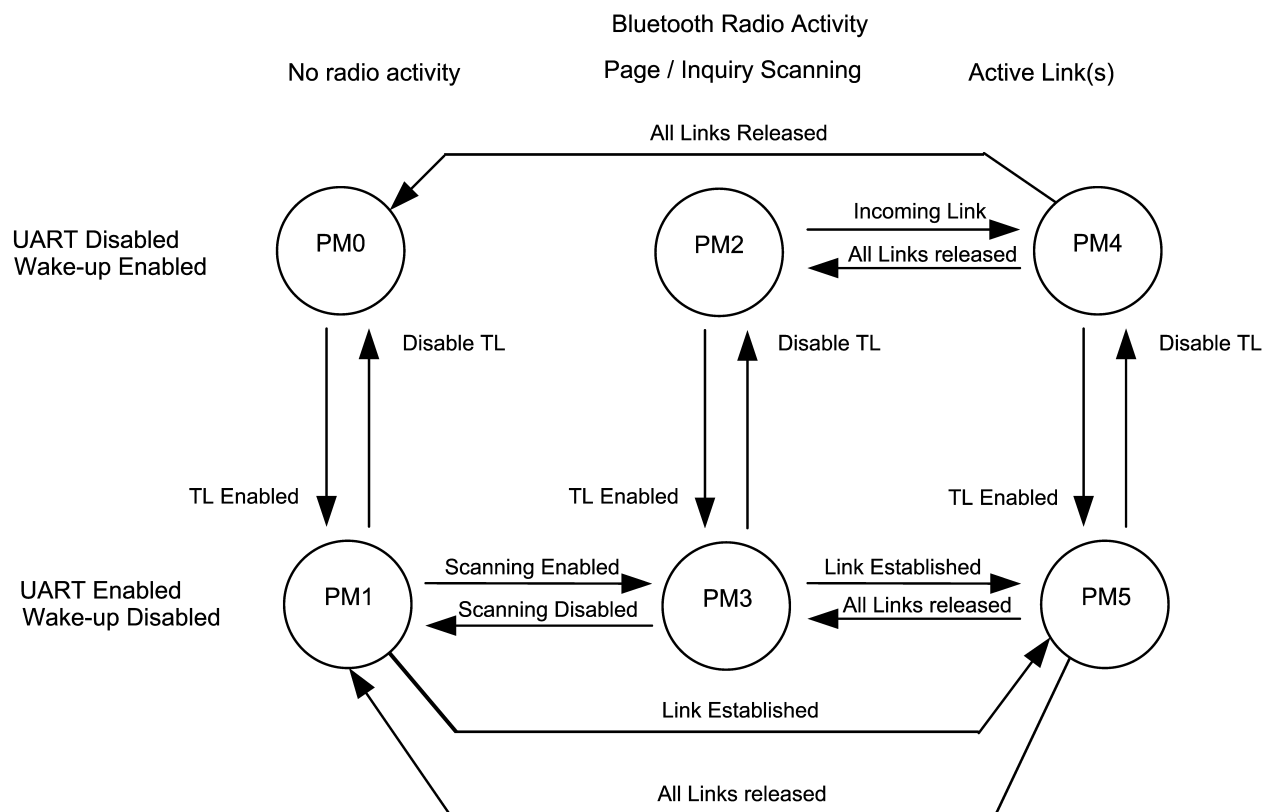 Bluetooth Radio Activity
No radio activity
Page / Inquiry Scanning
Active Link(s)
All Links Released
UART Disabled
Wake-up Enabled
PM0
PM2
Incoming Link
All Links released
PM4
Disable TL
Disable TL
Disable TL
TL Enabled
TL Enabled
TL Enabled
UART Enabled
Wake-up Disabled
PM1
Scanning Enabled
Scanning Disabled
PM3
Link Established
All Links released
PM5
Link Established
All Links released